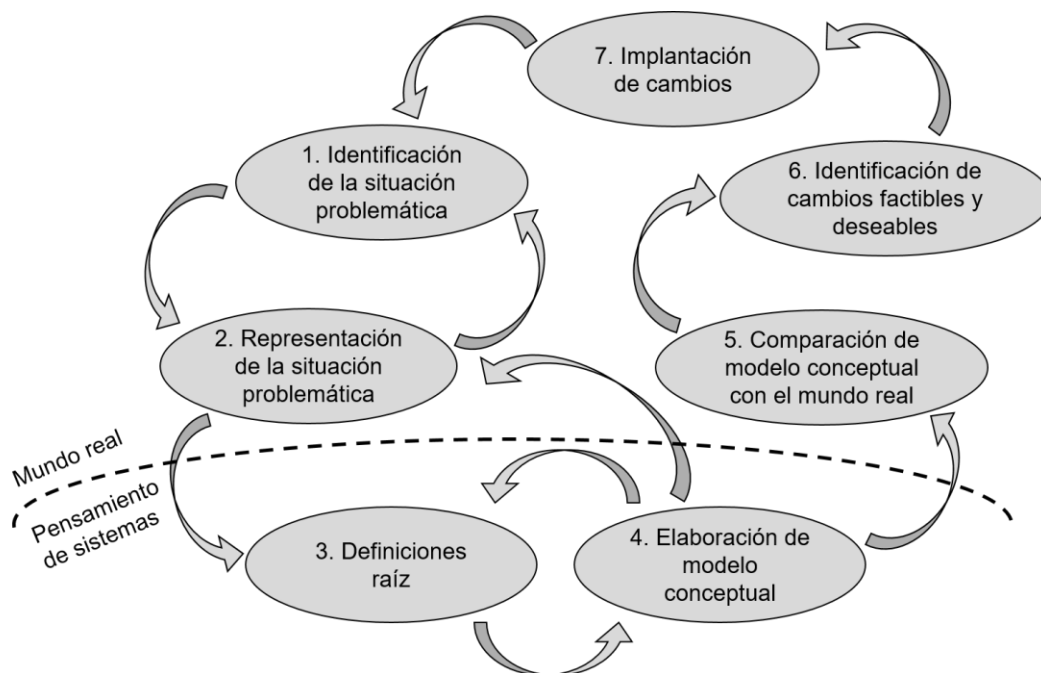 7. Implantación
de cambios
1. Identificación
de la situación
problemática
6. Identificación de
cambios factibles y
deseables
2. Representación
de la situación
problemática
5. Comparación de
modelo conceptual
con el mundo real
Mundo real
Pensamiento
de sistemas
3. Definiciones
raíz
4. Elaboración de
modelo
conceptual